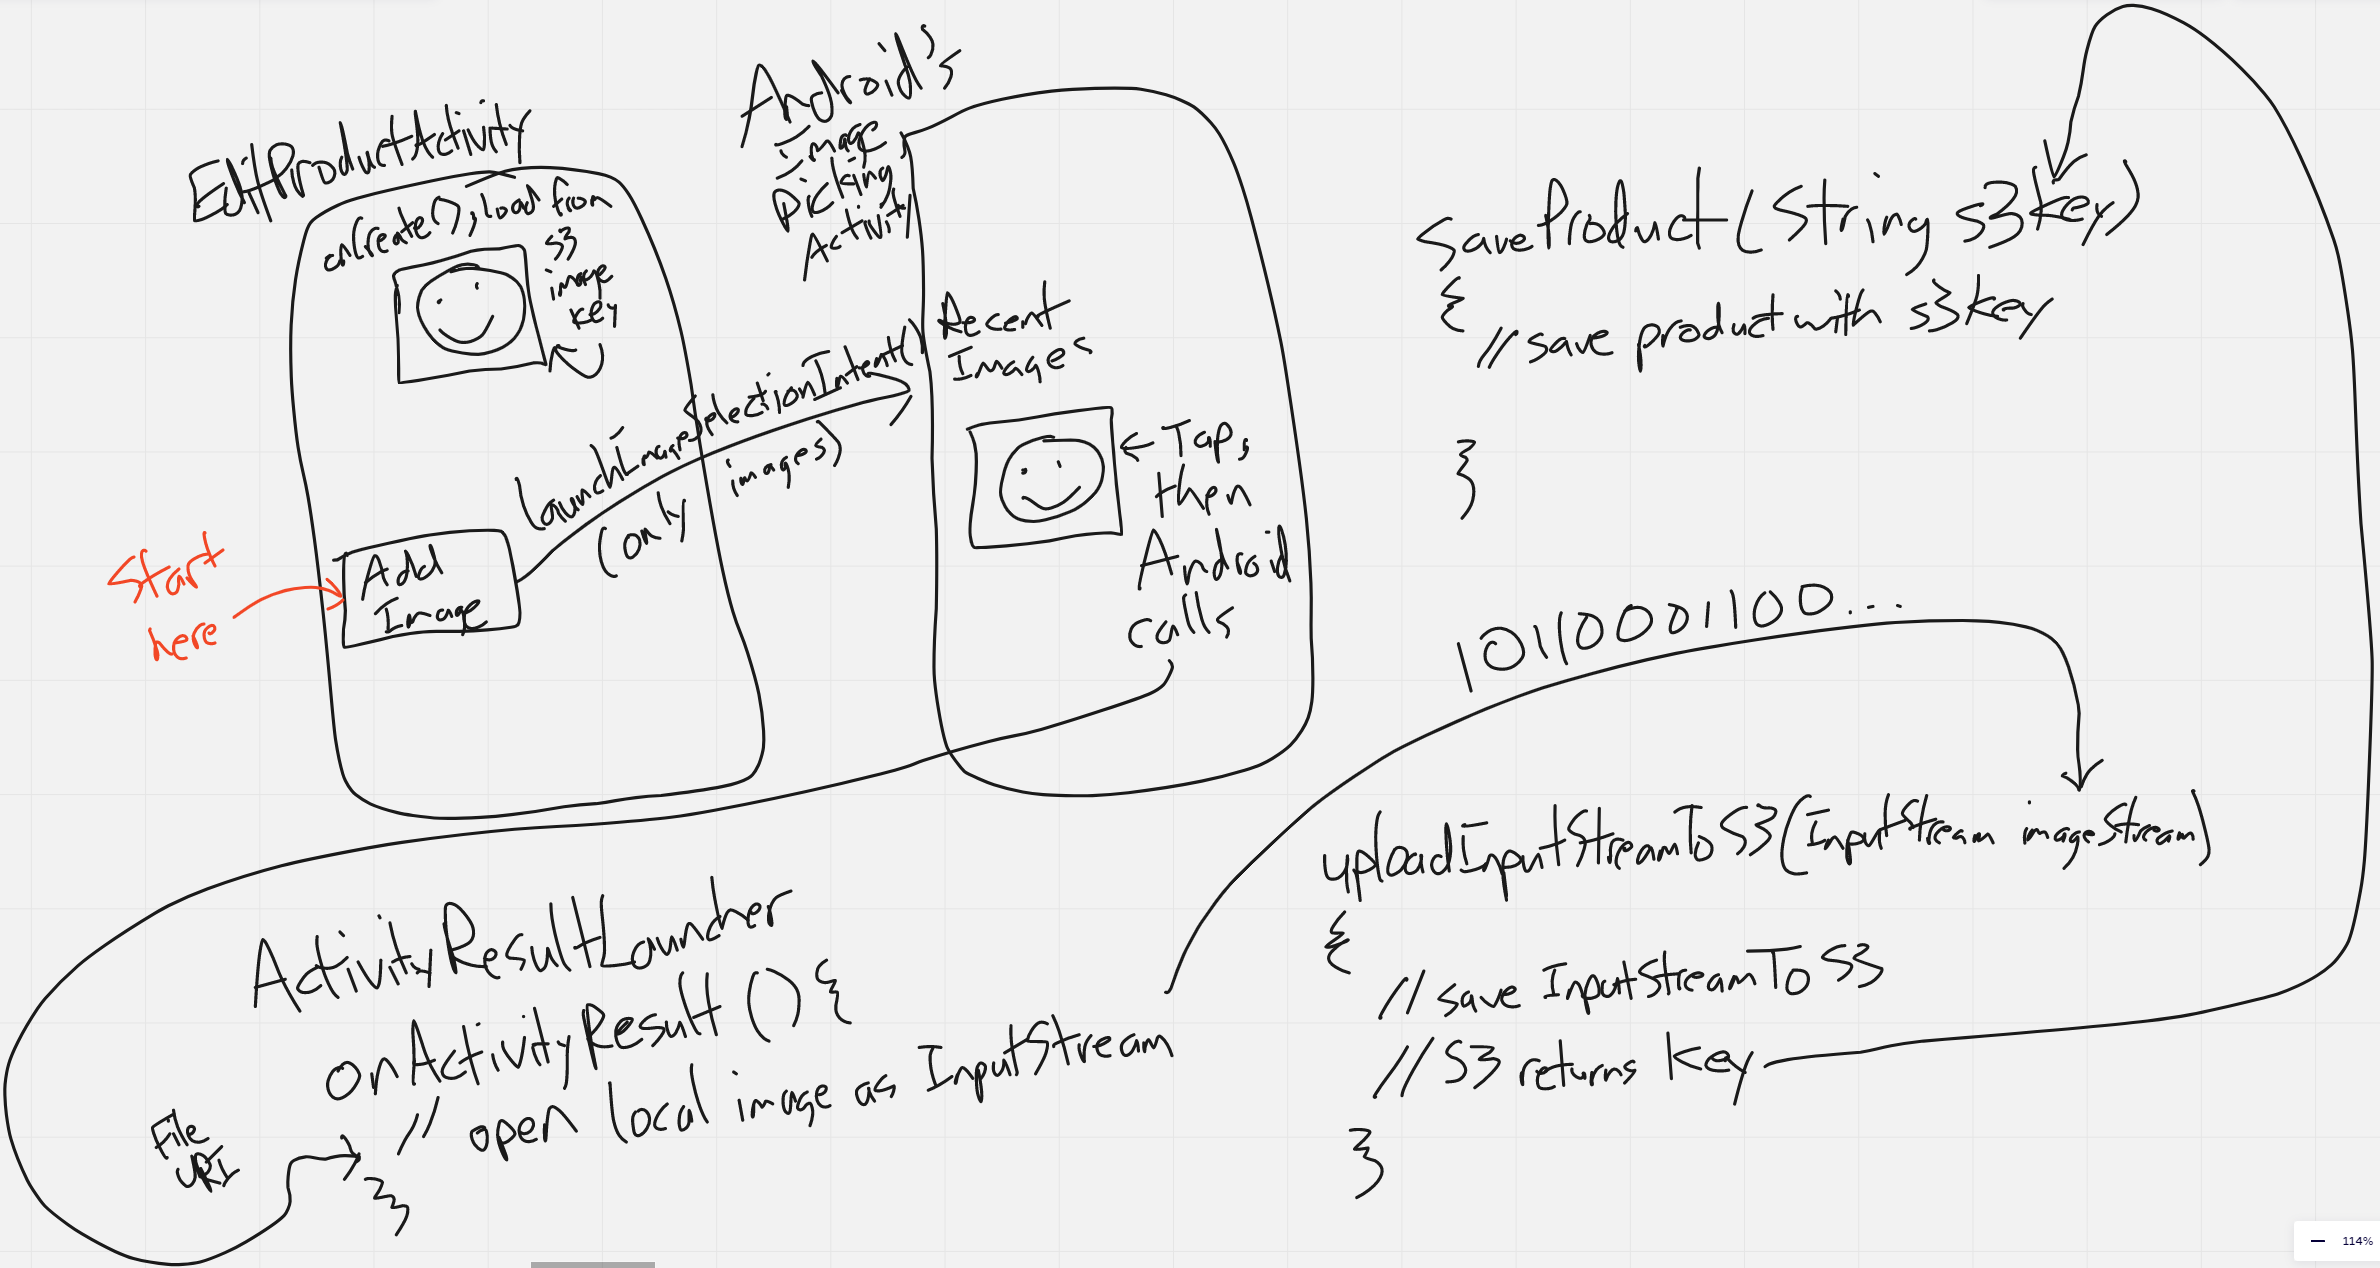 EditProductActivity
onCreate(), load from
S3
image
key
Add
Image
Start
here
launchImageSelectionIntent()
(only images)
Android's
Image
Picking
Activity
Recent
Images
← Tap,
then
Android
calls
ActivityResultLauncher
onActivityResult(){
// open local image as InputStream
}
File
URI
10110001100...
uploadInputStreamToS3(InputStream imageStream)
{
// save InputStreamToS3
// S3 returns key
}
saveProduct(String s3key)
{
// save product with s3key
}
114%